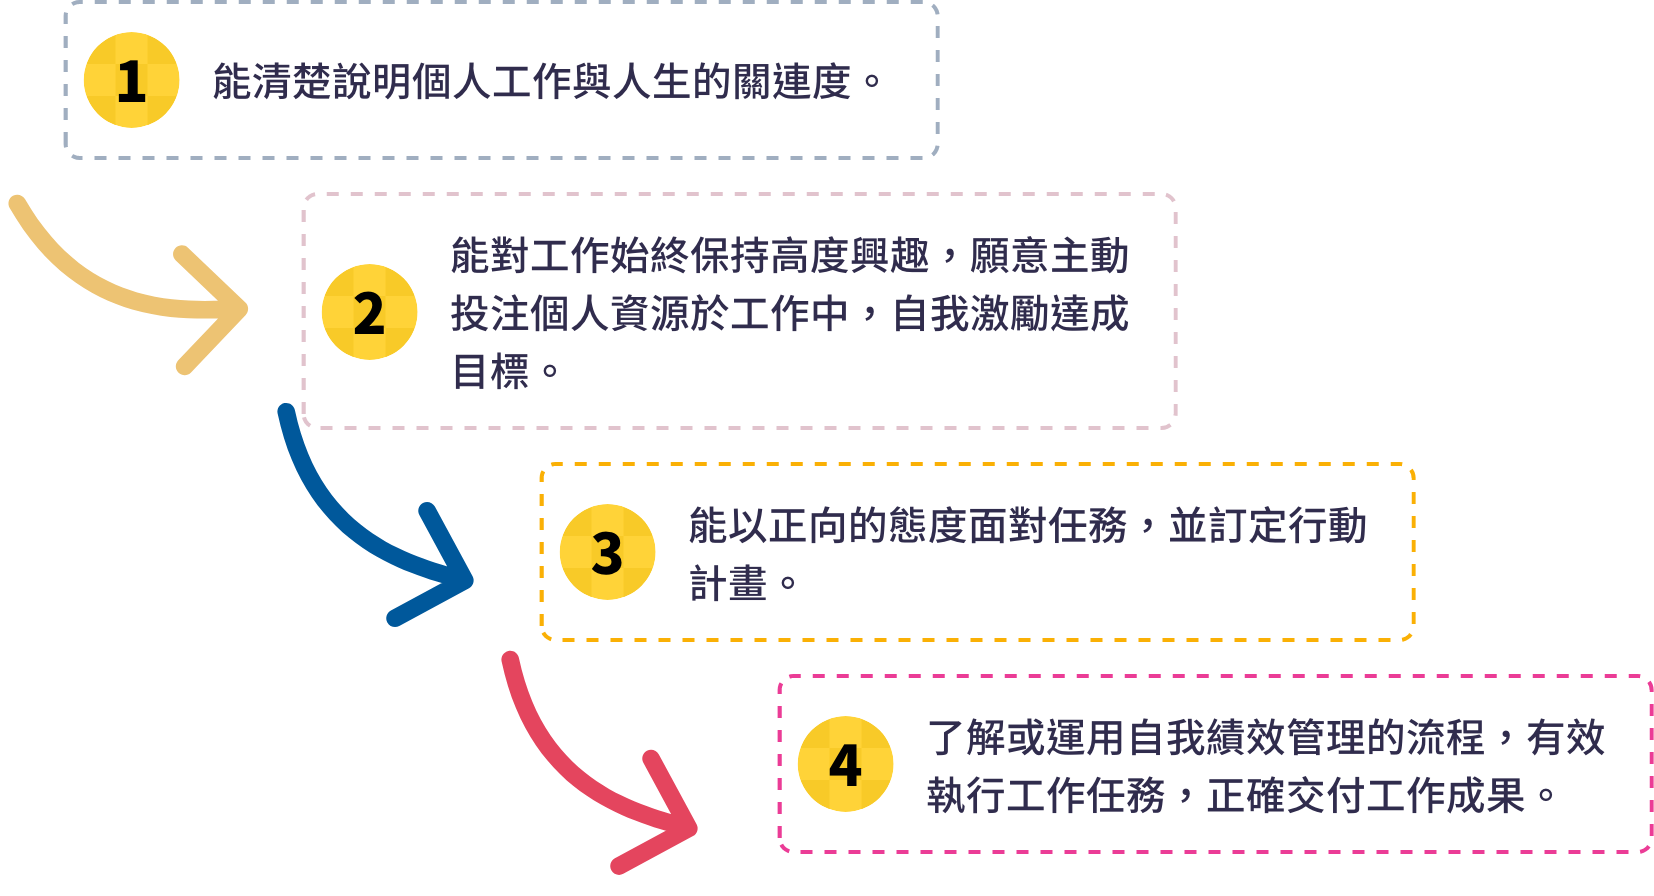 1
能清楚說明個人工作與人生的關連度。
2
能對工作始終保持高度興趣，願意主動
投注個人資源於工作中，自我激勵達成
目標。
3
能以正向的態度面對任務，並訂定行動
計畫。
4
了解或運用自我績效管理的流程，有效
執行工作任務，正確交付工作成果。